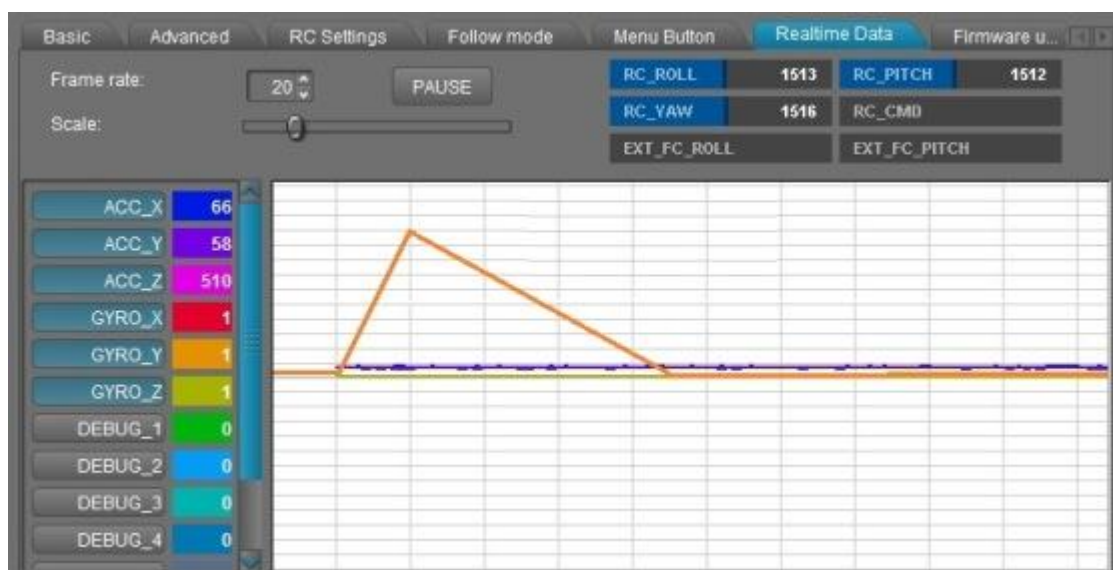 Basic Advanced RC Settings Follow mode Menu Button Realtime Data Firmware u...
Frame rate: 20 PAUSE RC_ROLL 1513 RC_PITCH 1512
Scale: RC_YAW 1516 RC_CMD
EXT_FC_ROLL EXT_FC_PITCH
ACC_X 66
ACC_Y 58
ACC_Z 510
GYRO_X 1
GYRO_Y 1
GYRO_Z 1
DEBUG_1 0
DEBUG_2 0
DEBUG_3 0
DEBUG_4 0